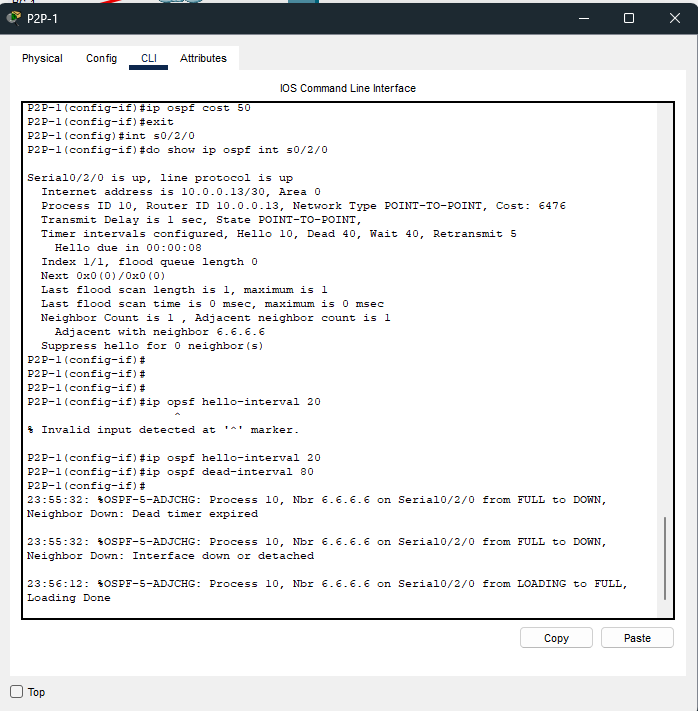 P2P-1
Physical Config CLI Attributes
IOS Command Line Interface
P2P-1(config-if)#ip ospf cost 50
P2P-1(config-if)#exit
P2P-1(config)#int s0/2/0
P2P-1(config-if)#do show ip ospf int s0/2/0
Serial0/2/0 is up, line protocol is up
Internet address is 10.0.0.13/30, Area 0
Process ID 10, Router ID 10.0.0.13, Network Type POINT-TO-POINT, Cost: 6476
Transmit Delay is 1 sec, State POINT-TO-POINT,
Timer intervals configured, Hello 10, Dead 40, Wait 40, Retransmit 5
Hello due in 00:00:08
Index 1/1, flood queue length 0
Next 0x0(0)/0x0(0)
Last flood scan length is 1, maximum is 1
Last flood scan time is 0 msec, maximum is 0 msec
Neighbor Count is 1 , Adjacent neighbor count is 1
Adjacent with neighbor 6.6.6.6
Suppress hello for 0 neighbor(s)
P2P-1(config-if)#
P2P-1(config-if)#
P2P-1(config-if)#
P2P-1(config-if)#ip opsf hello-interval 20
^
% Invalid input detected at '^' marker.
P2P-1(config-if)#ip ospf hello-interval 20
P2P-1(config-if)#ip ospf dead-interval 80
P2P-1(config-if)#
23:55:32: %OSPF-5-ADJCHG: Process 10, Nbr 6.6.6.6 on Serial0/2/0 from FULL to DOWN,
Neighbor Down: Dead timer expired
23:55:32: %OSPF-5-ADJCHG: Process 10, Nbr 6.6.6.6 on Serial0/2/0 from FULL to DOWN,
Neighbor Down: Interface down or detached
23:56:12: %OSPF-5-ADJCHG: Process 10, Nbr 6.6.6.6 on Serial0/2/0 from LOADING to FULL,
Loading Done
Copy Paste
Top